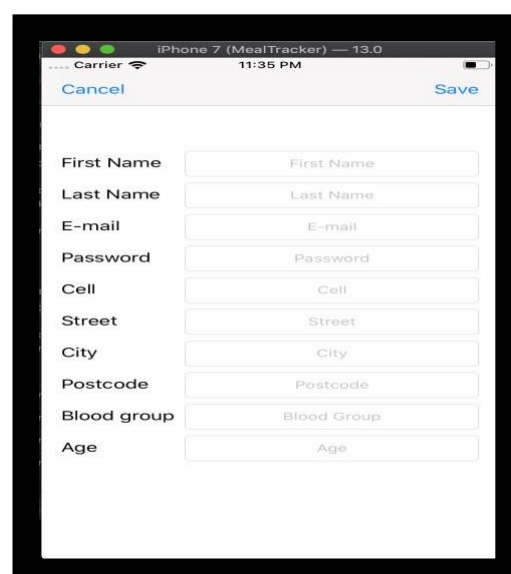 iPhone 7 (MealTracker) — 13.0
Carrier 11:35 PM
Cancel Save
First Name First Name
Last Name Last Name
E-mail E-mail
Password Password
Cell Cell
Street Street
City City
Postcode Postcode
Blood group Blood Group
Age Age